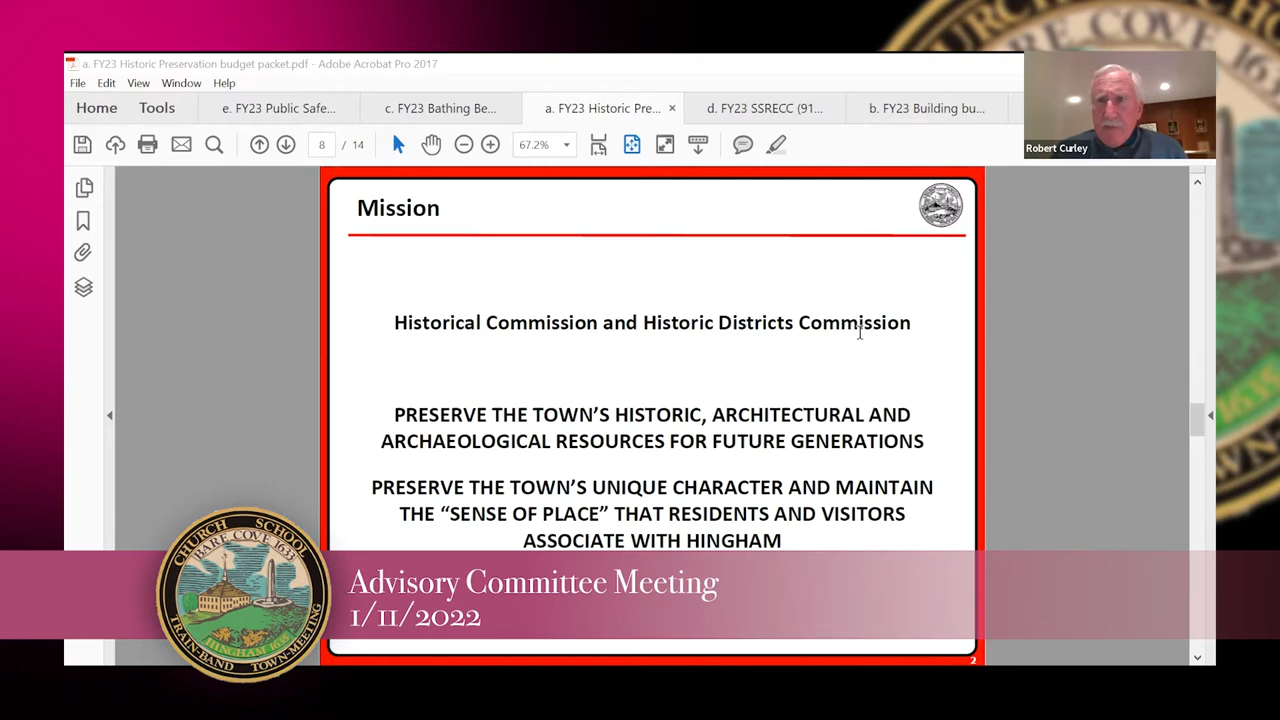 a. FY23 Historic Preservation budget packet.pdf - Adobe Acrobat Pro 2017
File Edit View Window Help
Home Tools e. FY23 Public Safe... c. FY23 Bathing Be... a. FY23 Historic Pre... × d. FY23 SSRECC (91... b. FY23 Building bu...
8 / 14 67.2%
Robert Curley
Mission
Historical Commission and Historic Districts Commission
PRESERVE THE TOWN’S HISTORIC, ARCHITECTURAL AND
ARCHAEOLOGICAL RESOURCES FOR FUTURE GENERATIONS
PRESERVE THE TOWN’S UNIQUE CHARACTER AND MAINTAIN
THE “SENSE OF PLACE” THAT RESIDENTS AND VISITORS
ASSOCIATE WITH HINGHAM
CHURCH SCHOOL
BARE COVE 1633
HINGHAM 1635
TRAIN-BAND TOWN-MEETING
Advisory Committee Meeting
1/11/2022
2